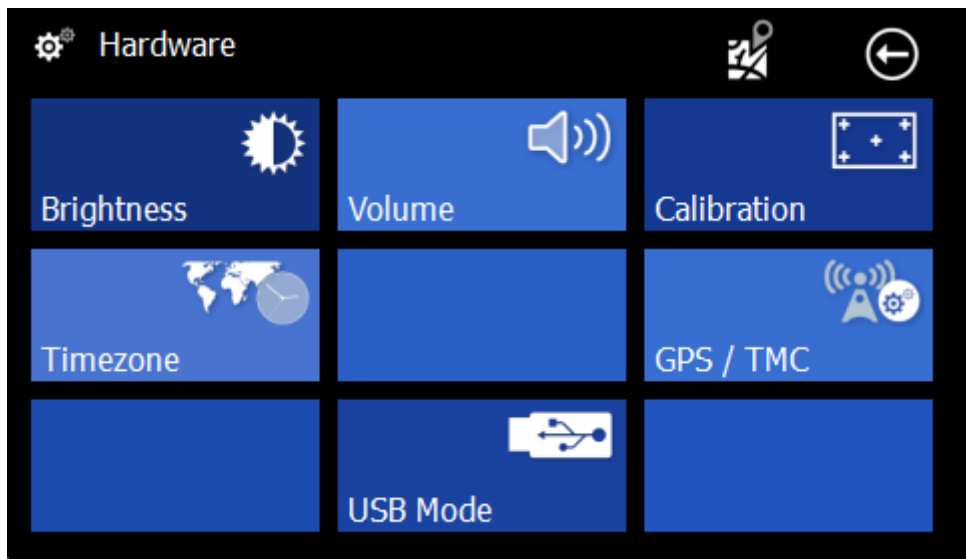 Hardware
Brightness
Volume
Calibration
Timezone
GPS / TMC
USB Mode